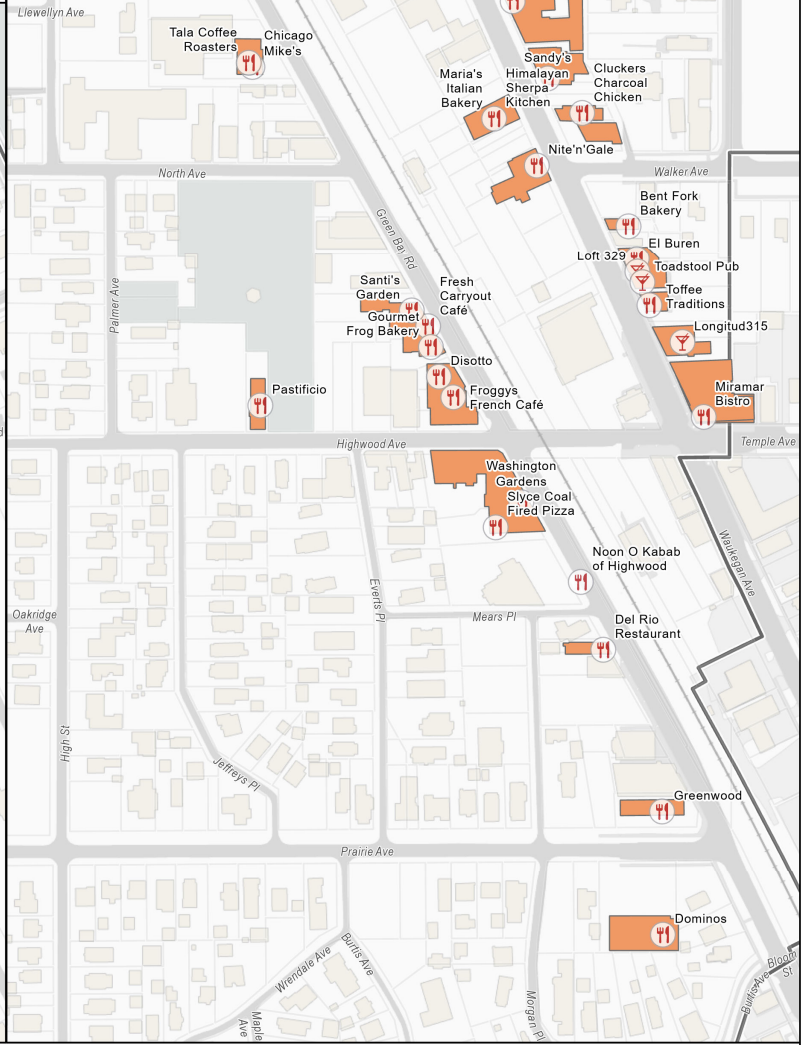 Llewellyn Ave
Tala Coffee
Roasters
Chicago
Mike's
Sandy's
Himalayan
Sherpa
Kitchen
Maria's
Italian
Bakery
Cluckers
Charcoal
Chicken
Nite'n'Gale
North Ave
Walker Ave
Bent Fork
Bakery
Green Bay Rd
El Buren
Loft 329
Toadstool Pub
Toffee
Traditions
Palmer Ave
Santi's
Garden
Fresh
Carryout
Café
Gourmet
Frog Bakery
Longitud315
Disotto
Pastificio
Froggys
French Café
Miramar
Bistro
Highwood Ave
Temple Ave
Washington
Gardens
Slyce Coal
Fired Pizza
Waukegan Ave
Noon O Kabab
of Highwood
Everts Pl
Oakridge
Ave
Mears Pl
Del Rio
Restaurant
High St
Jeffreys Pl
Greenwood
Prairie Ave
Dominos
Burtis Ave
Wrendale Ave
Bloom
St
Burtis Ave
Maple
Ave
Morgan Pl